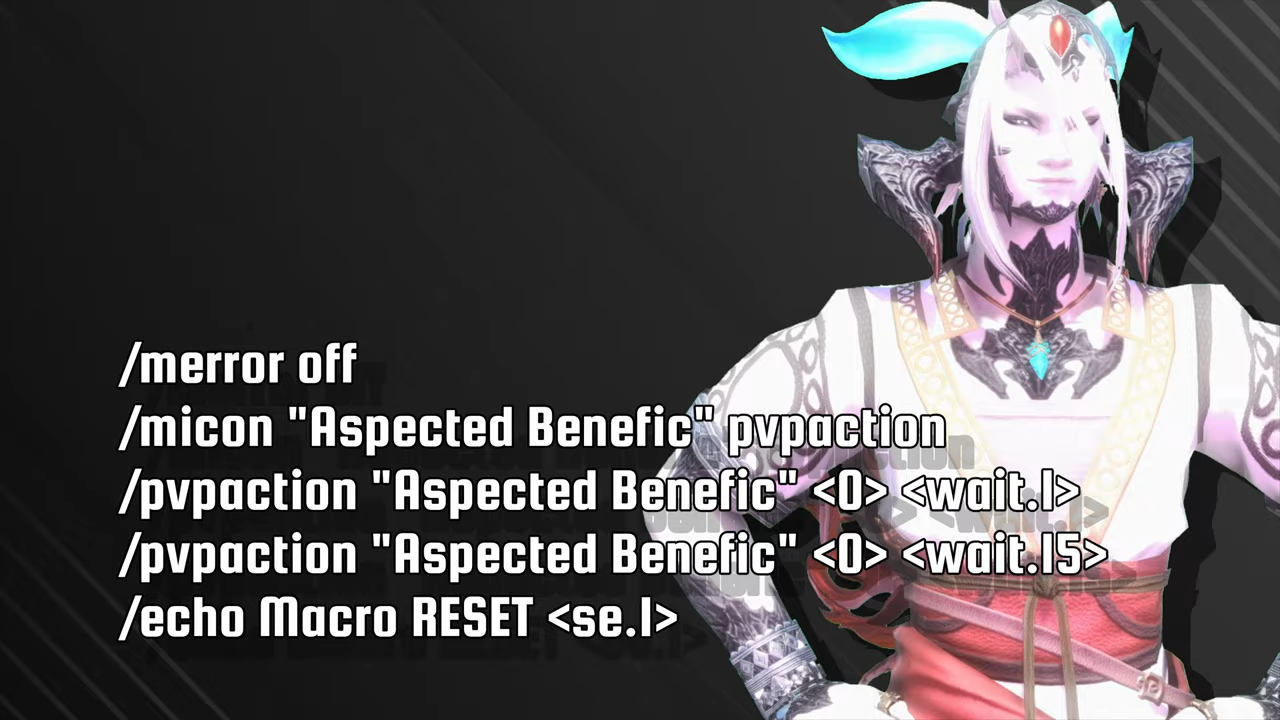 /merror off
/micon "Aspected Benefic" pvpaction
/pvpaction "Aspected Benefic" <0> <wait.1>
/pvpaction "Aspected Benefic" <0> <wait.15>
/echo Macro RESET <se.1>